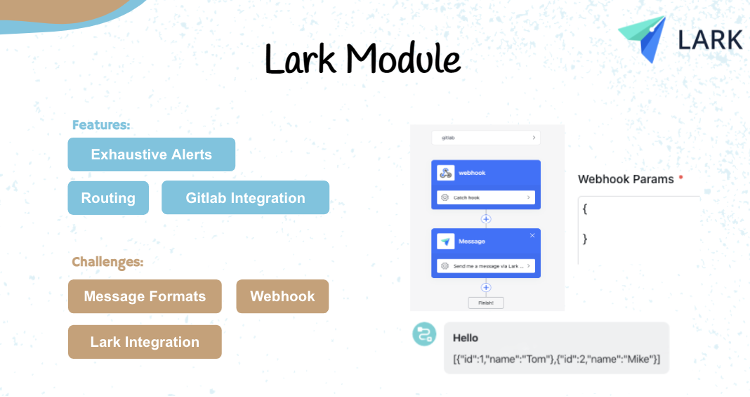 LARK
Lark Module
Features:
Exhaustive Alerts
Routing
Gitlab Integration
Challenges:
Message Formats
Webhook
Lark Integration
gitlab
webhook
Catch hook
Message
Send me a message via Lark ...
Finish!
Webhook Params *
{
}
Hello
[{"id":1,"name":"Tom"},{"id":2,"name":"Mike"}]